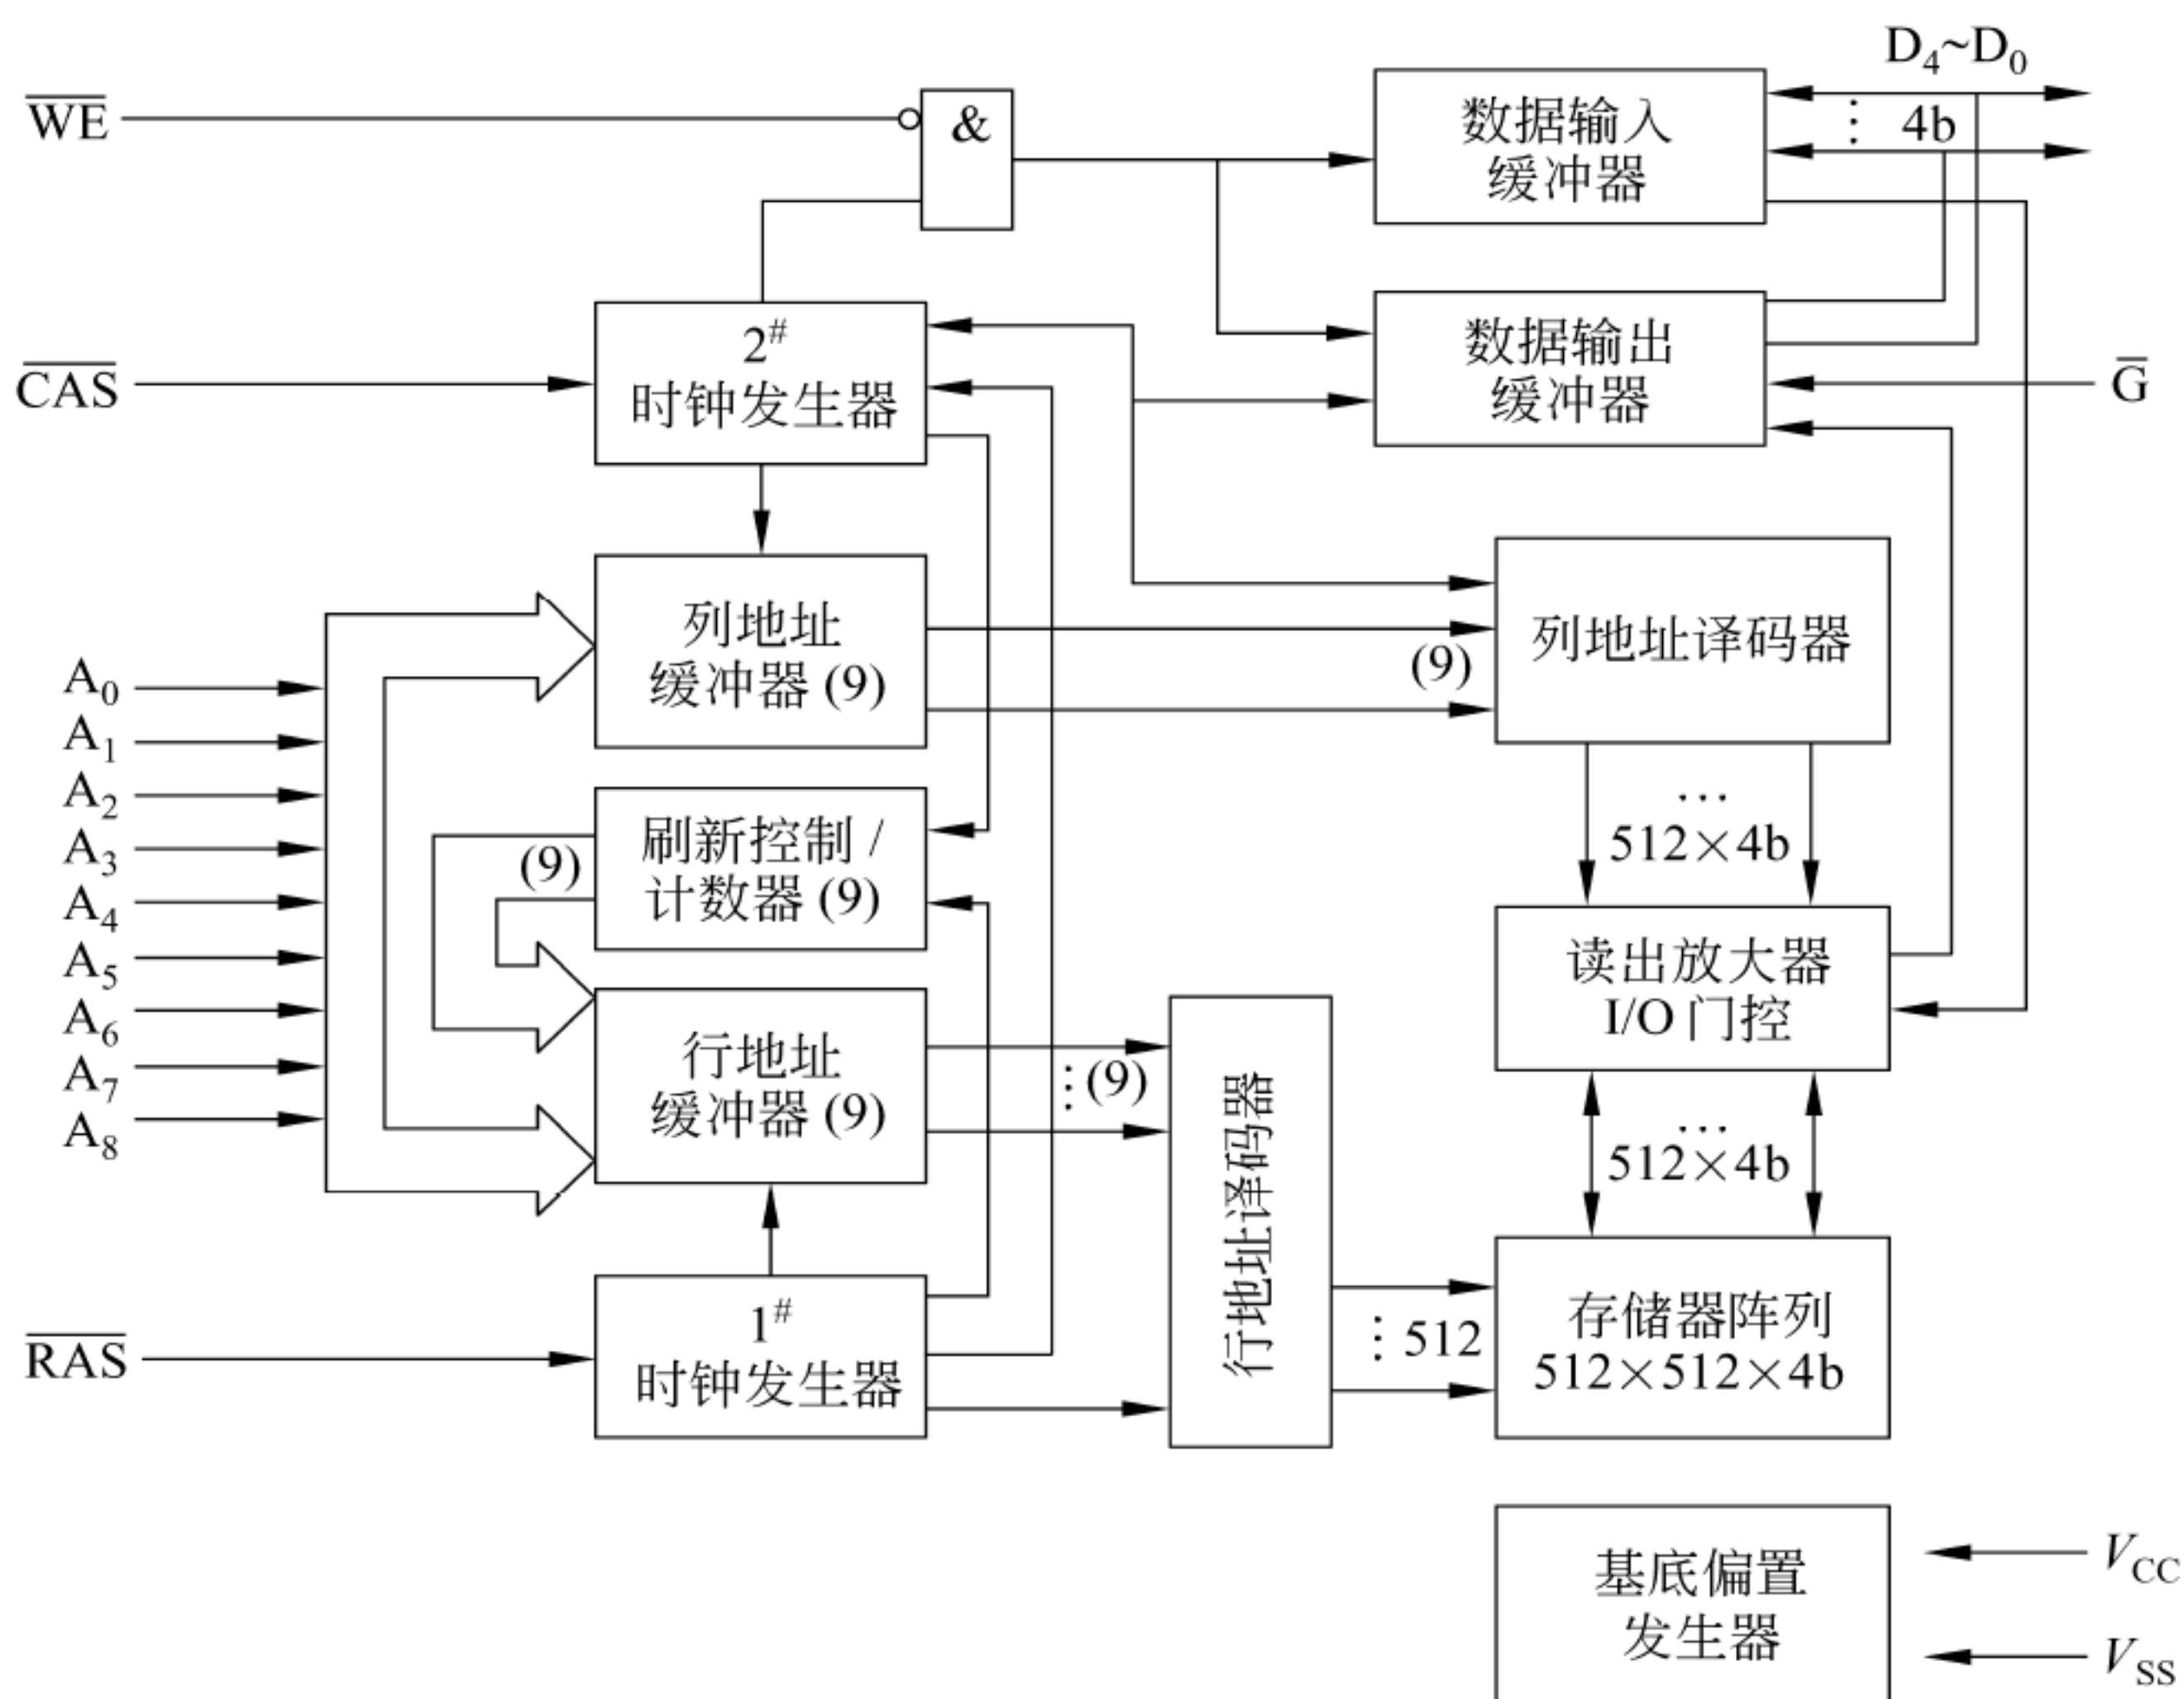 D₄~D₀
W̅E̅
&
数据输入
缓冲器
⋮ 4b
C̅A̅S̅
2#
时钟发生器
数据输出
缓冲器
G̅
列地址
缓冲器 (9)
(9)
列地址译码器
A₀
A₁
A₂
A₃
A₄
A₅
A₆
A₇
A₈
刷新控制 /
计数器 (9)
(9)
…
512×4b
读出放大器
I/O 门控
行地址
缓冲器 (9)
⋮(9)
行地址译码器
…
512×4b
R̅A̅S̅
1#
时钟发生器
⋮512
存储器阵列
512×512×4b
基底偏置
发生器
V_CC
V_SS